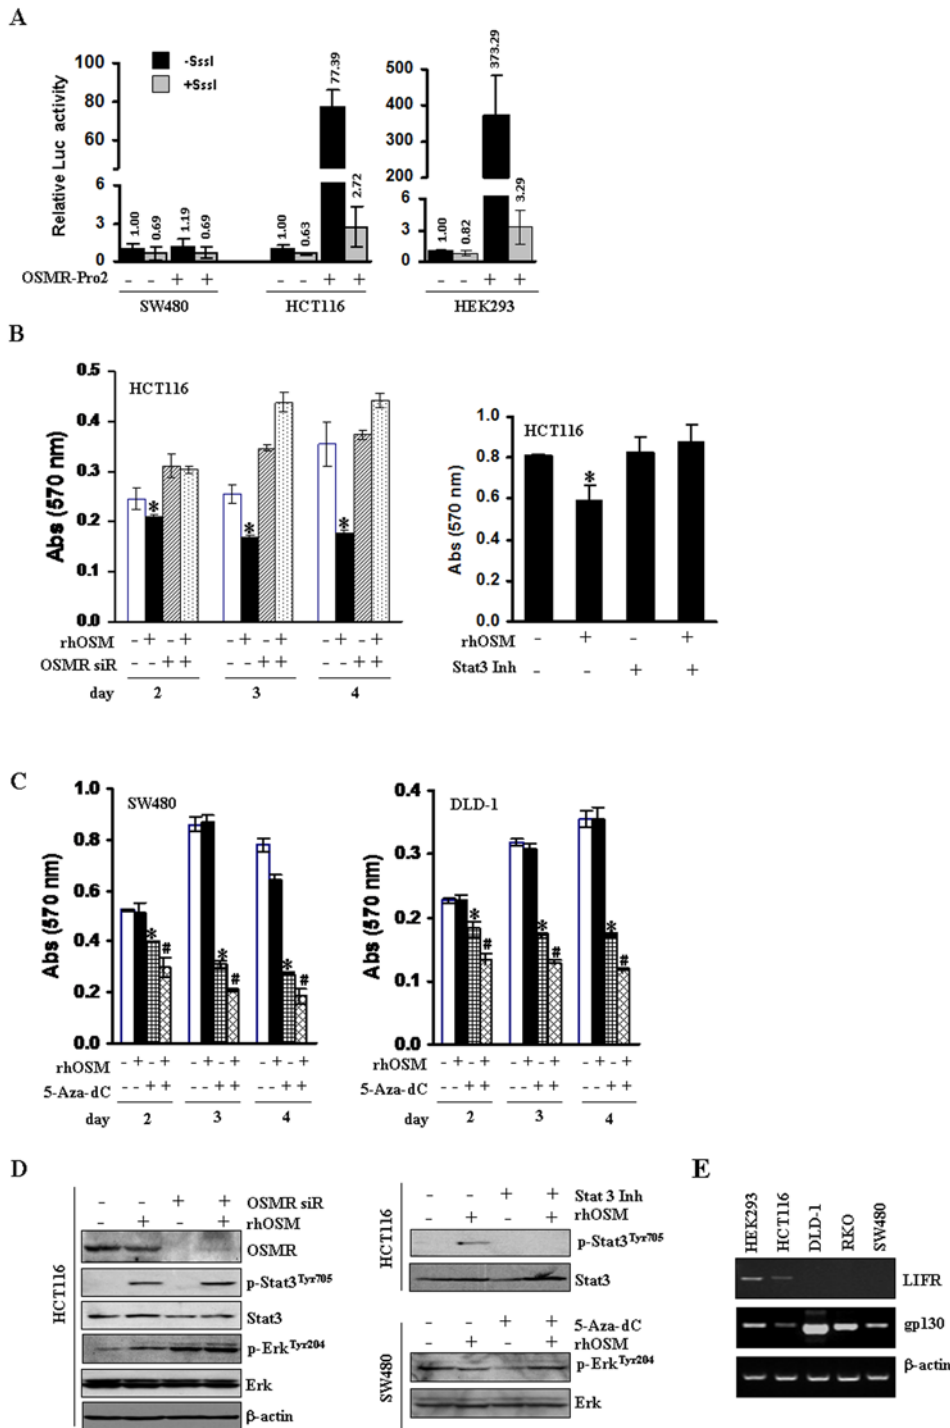 A
Relative Luc activity
100
80
60
6
3
0
-SssI
+SssI
1.00
0.69
1.19
0.69
1.00
0.63
77.39
2.72
500
400
300
200
6
3
0
1.00
0.82
373.29
3.29
OSMR-Pro2 - - + + - - + + - - + +
SW480 HCT116 HEK293
B
Abs (570 nm)
0.5
0.4
0.3
0.2
0.1
0.0
HCT116
* * *
rhOSM - + - + - + - + - + - +
OSMR siR - - + + - - + + - - + +
day 2 3 4
Abs (570 nm)
1.0
0.8
0.6
0.4
0.2
0.0
HCT116
*
rhOSM - + - +
Stat3 Inh - - + +
C
Abs (570 nm)
1.0
0.8
0.6
0.4
0.2
0.0
SW480
* # * # * #
rhOSM - + - + - + - + - + - +
5-Aza-dC - - + + - - + + - - + +
day 2 3 4
Abs (570 nm)
0.4
0.3
0.2
0.1
0.0
DLD-1
* # * # * #
rhOSM - + - + - + - + - + - +
5-Aza-dC - - + + - - + + - - + +
day 2 3 4
D
HCT116
- - + + OSMR siR
- + - + rhOSM
OSMR
p-Stat3Tyr705
Stat3
p-ErkTyr204
Erk
β-actin
HCT116
- - + + Stat 3 Inh
- + - + rhOSM
p-Stat3Tyr705
Stat3
SW480
- - + + 5-Aza-dC
- + - + rhOSM
p-ErkTyr204
Erk
E
HEK293
HCT116
DLD-1
RKO
SW480
LIFR
gp130
β-actin